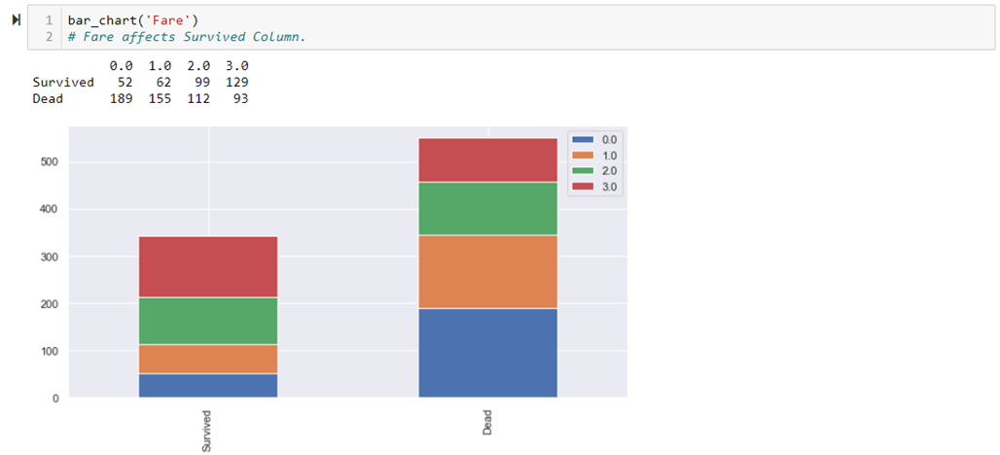 1 bar_chart('Fare')
2 # Fare affects Survived Column.
0.0 1.0 2.0 3.0
Survived 52 62 99 129
Dead 189 155 112 93
0.0
1.0
2.0
3.0
500
400
300
200
100
0
Survived
Dead